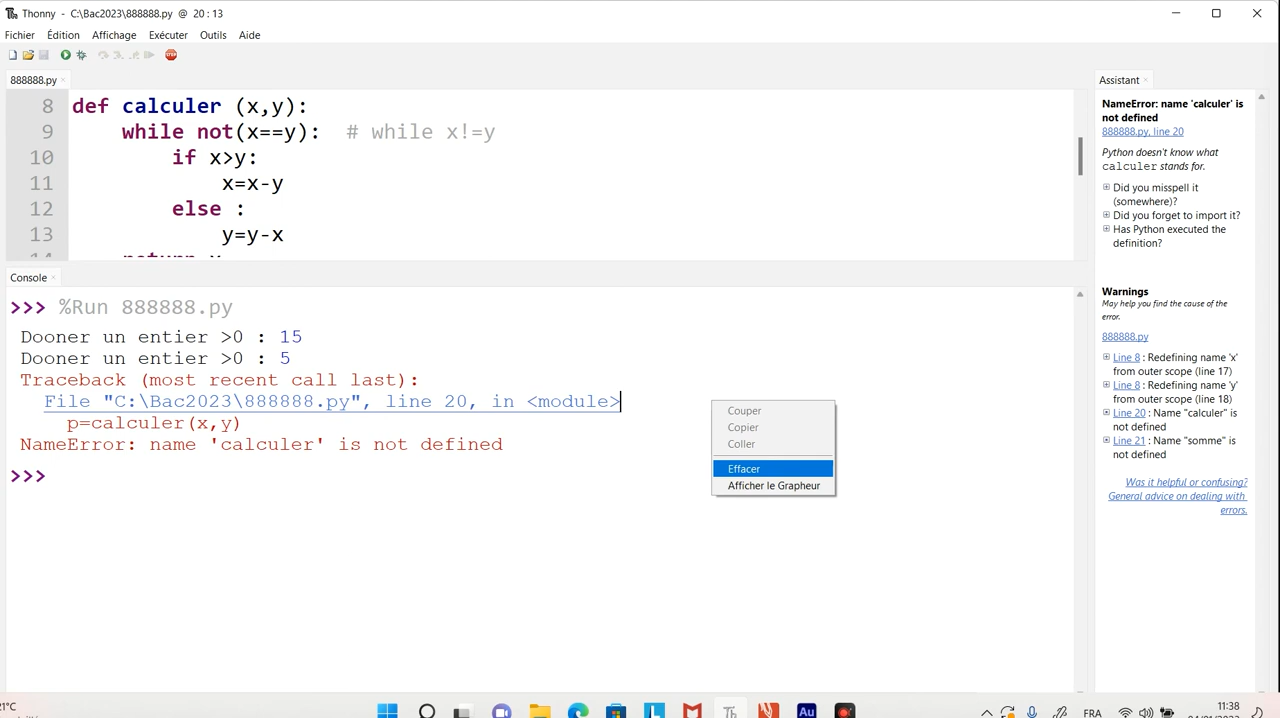 Thonny - C:\Bac2023\888888.py @ 20 : 13
Fichier Édition Affichage Exécuter Outils Aide
STOP
888888.py
8 def calculer (x,y):
9 while not(x==y): # while x!=y
10 if x>y:
11 x=x-y
12 else :
13 y=y-x
Console
>>> %Run 888888.py
Dooner un entier >0 : 15
Dooner un entier >0 : 5
Traceback (most recent call last):
File "C:\Bac2023\888888.py", line 20, in <module>
p=calculer(x,y)
NameError: name 'calculer' is not defined
>>>
Couper
Copier
Coller
Effacer
Afficher le Grapheur
Assistant
NameError: name 'calculer' is
not defined
888888.py, line 20
Python doesn't know what
calculer stands for.
Did you misspell it
(somewhere)?
Did you forget to import it?
Has Python executed the
definition?
Warnings
May help you find the cause of the
error.
888888.py
Line 8 : Redefining name 'x'
from outer scope (line 17)
Line 8 : Redefining name 'y'
from outer scope (line 18)
Line 20 : Name "calculer" is
not defined
Line 21 : Name "somme" is
not defined
Was it helpful or confusing?
General advice on dealing with
errors.
21°C
Th
Au
FRA
11:38